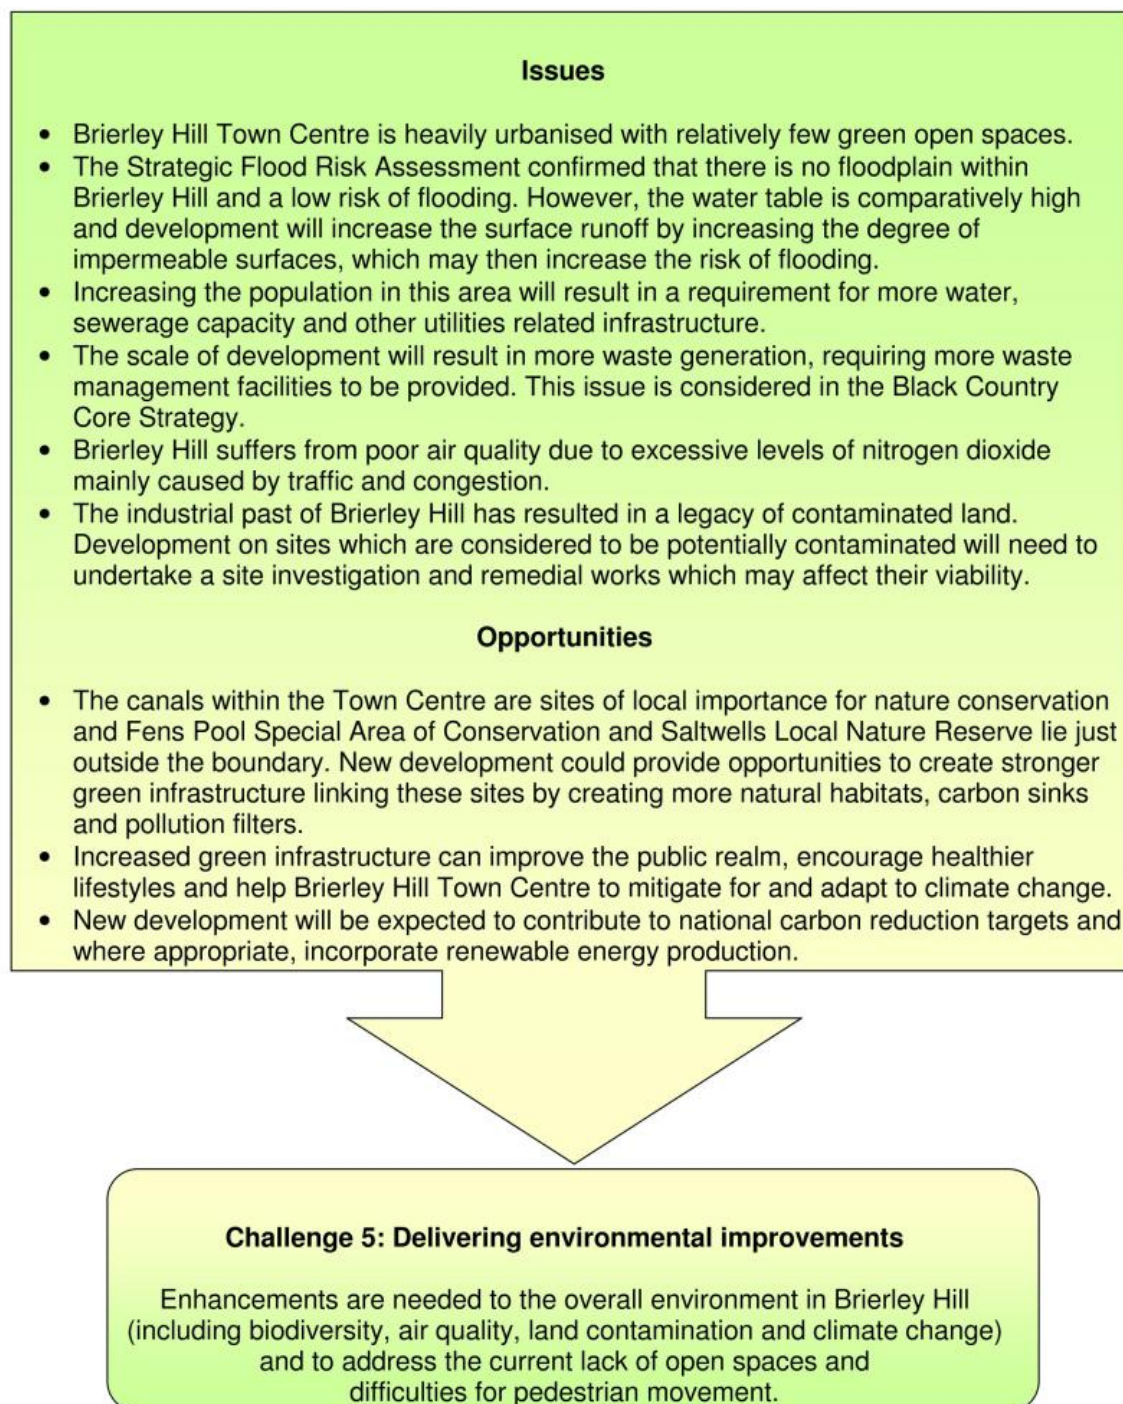 Issues
• Brierley Hill Town Centre is heavily urbanised with relatively few green open spaces.
• The Strategic Flood Risk Assessment confirmed that there is no floodplain within
Brierley Hill and a low risk of flooding. However, the water table is comparatively high
and development will increase the surface runoff by increasing the degree of
impermeable surfaces, which may then increase the risk of flooding.
• Increasing the population in this area will result in a requirement for more water,
sewerage capacity and other utilities related infrastructure.
• The scale of development will result in more waste generation, requiring more waste
management facilities to be provided. This issue is considered in the Black Country
Core Strategy.
• Brierley Hill suffers from poor air quality due to excessive levels of nitrogen dioxide
mainly caused by traffic and congestion.
• The industrial past of Brierley Hill has resulted in a legacy of contaminated land.
Development on sites which are considered to be potentially contaminated will need to
undertake a site investigation and remedial works which may affect their viability.
Opportunities
• The canals within the Town Centre are sites of local importance for nature conservation
and Fens Pool Special Area of Conservation and Saltwells Local Nature Reserve lie just
outside the boundary. New development could provide opportunities to create stronger
green infrastructure linking these sites by creating more natural habitats, carbon sinks
and pollution filters.
• Increased green infrastructure can improve the public realm, encourage healthier
lifestyles and help Brierley Hill Town Centre to mitigate for and adapt to climate change.
• New development will be expected to contribute to national carbon reduction targets and
where appropriate, incorporate renewable energy production.
Challenge 5: Delivering environmental improvements
Enhancements are needed to the overall environment in Brierley Hill
(including biodiversity, air quality, land contamination and climate change)
and to address the current lack of open spaces and
difficulties for pedestrian movement.